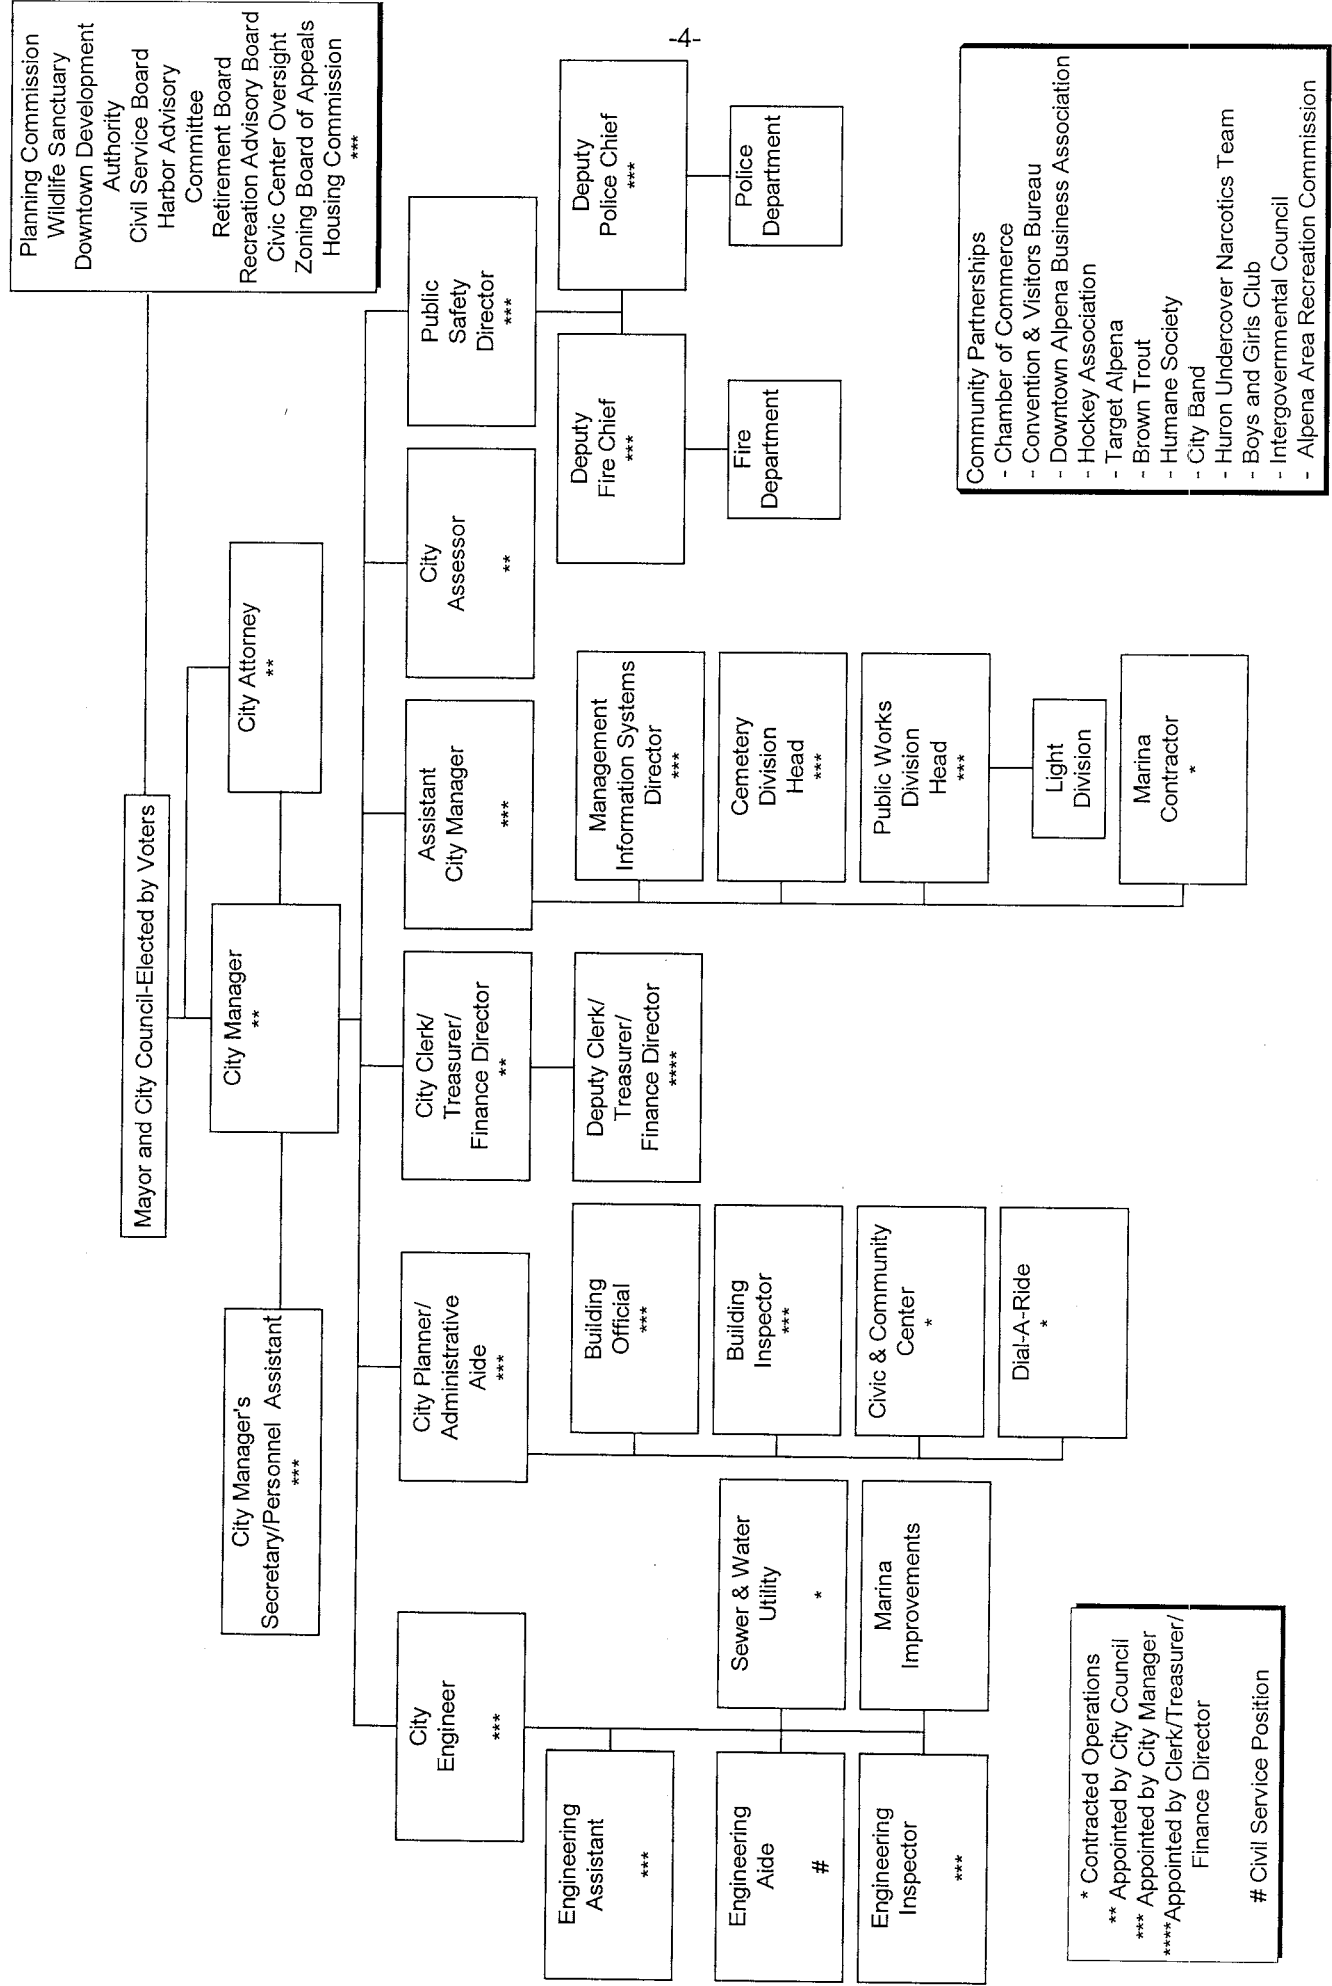 -4-
Mayor and City Council-Elected by Voters
Planning Commission
Wildlife Sanctuary
Downtown Development
Authority
Civil Service Board
Harbor Advisory
Committee
Retirement Board
Recreation Advisory Board
Civic Center Oversight
Zoning Board of Appeals
Housing Commission
***
City Manager's
Secretary/Personnel Assistant
***
City Manager
**
City Attorney
**
City
Engineer
***
City Planner/
Administrative
Aide
***
City Clerk/
Treasurer/
Finance Director
**
Assistant
City Manager
***
City
Assessor
**
Public
Safety
Director
***
Engineering
Assistant
***
Engineering
Aide
#
Engineering
Inspector
***
Sewer & Water
Utility
*
Marina
Improvements
Building
Official
***
Building
Inspector
***
Civic & Community
Center
*
Dial-A-Ride
*
Deputy Clerk/
Treasurer/
Finance Director
****
Management
Information Systems
Director
***
Cemetery
Division
Head
***
Public Works
Division
Head
***
Light
Division
Marina
Contractor
*
Deputy
Fire Chief
***
Fire
Department
Deputy
Police Chief
***
Police
Department
* Contracted Operations
** Appointed by City Council
*** Appointed by City Manager
****Appointed by Clerk/Treasurer/
Finance Director
# Civil Service Position
Community Partnerships
- Chamber of Commerce
- Convention & Visitors Bureau
- Downtown Alpena Business Association
- Hockey Association
- Target Alpena
- Brown Trout
- Humane Society
- City Band
- Huron Undercover Narcotics Team
- Boys and Girls Club
- Intergovernmental Council
- Alpena Area Recreation Commission